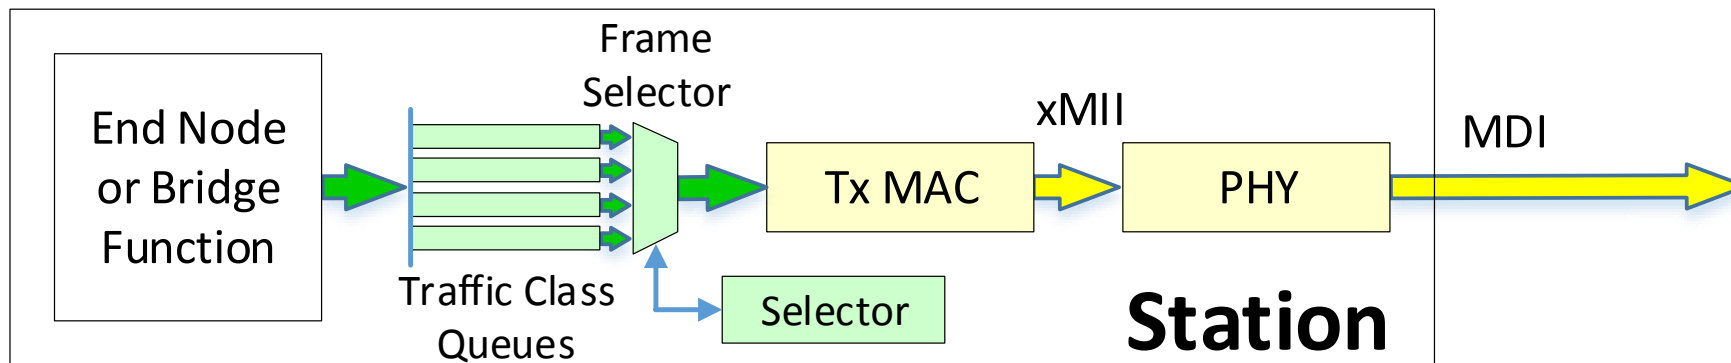 End Node
or Bridge
Function
Traffic Class
Queues
Frame
Selector
Selector
Tx MAC
xMII
PHY
MDI
Station